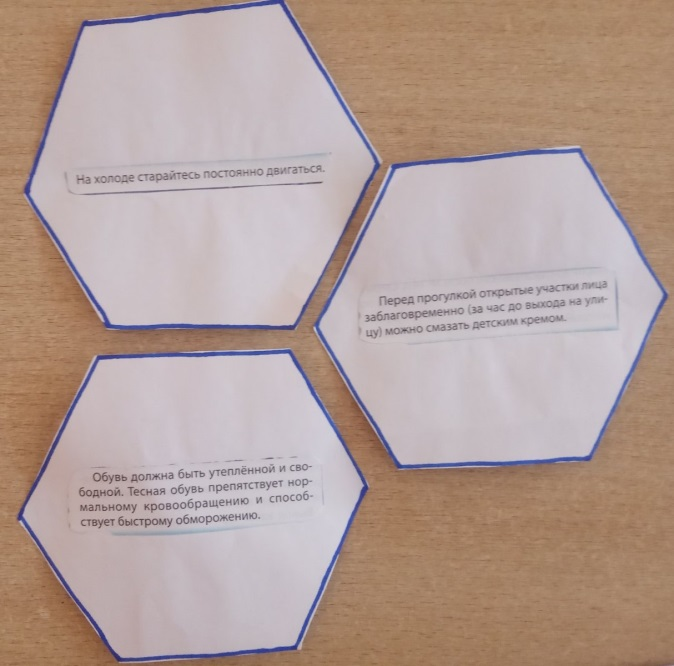 На холоде старайтесь постоянно двигаться.
Перед прогулкой открытые участки лица
заблаговременно (за час до выхода на ули-
цу) можно смазать детским кремом.
Обувь должна быть утеплённой и сво-
бодной. Тесная обувь препятствует нор-
мальному кровообращению и способ-
ствует быстрому обморожению.